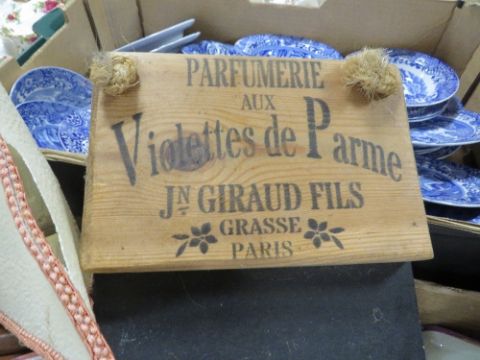 PARFUMERIE
AUX
Violettes de Parme
JN GIRAUD FILS
GRASSE
PARIS